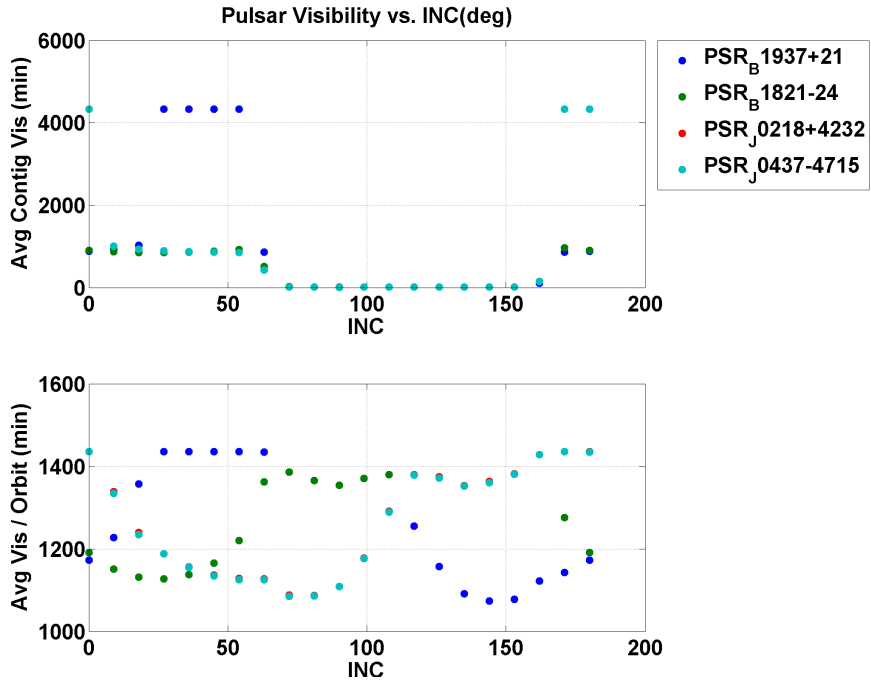 Pulsar Visibility vs. INC(deg)
Avg Contig Vis (min)
6000
4000
2000
0
0 50 100 150 200
INC
PSR_B1937+21
PSR_B1821-24
PSR_J0218+4232
PSR_J0437-4715
Avg Vis / Orbit (min)
1600
1400
1200
1000
0 50 100 150 200
INC